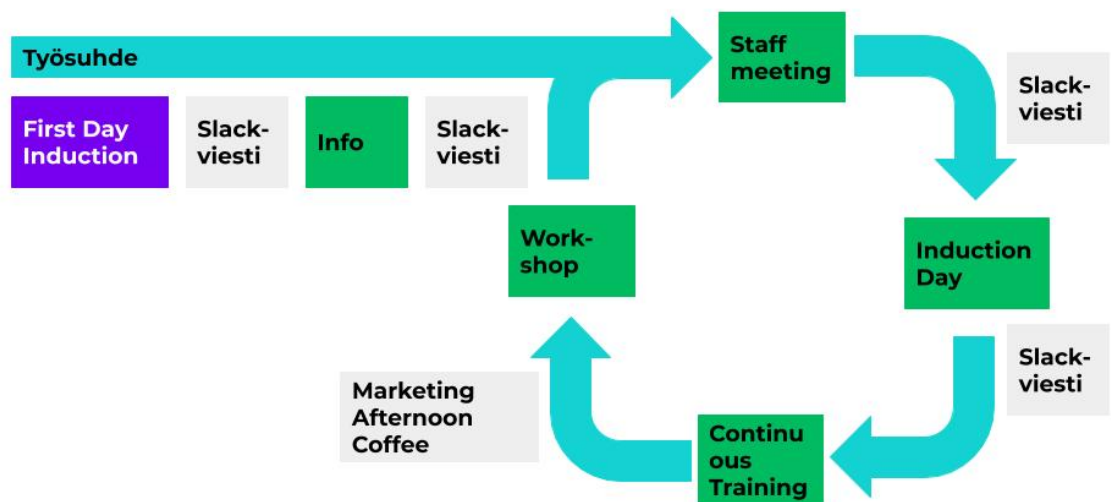 Työsuhde
First Day
Induction
Slack-
viesti
Info
Slack-
viesti
Staff
meeting
Slack-
viesti
Induction
Day
Slack-
viesti
Continu
ous
Training
Marketing
Afternoon
Coffee
Work-
shop